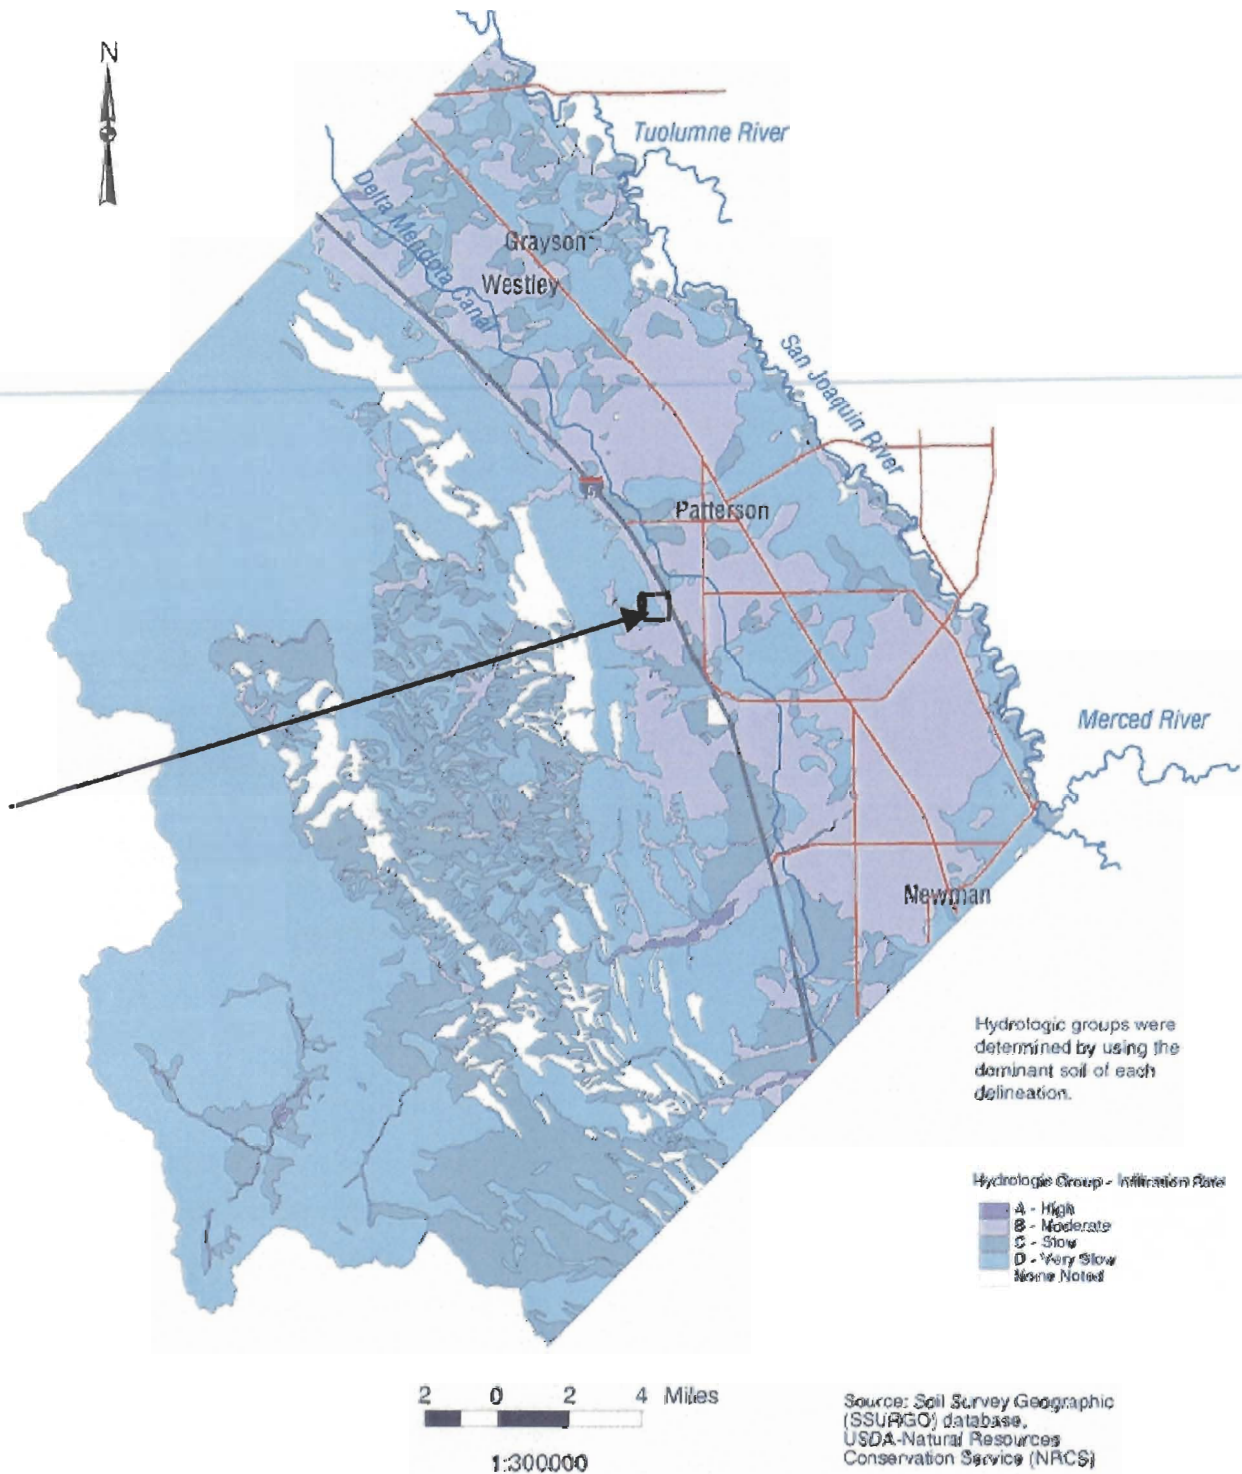 N
Tuolumne River
Delta Mendota Canal
Grayson
Westley
San Joaquin River
5
Patterson
Merced River
Newman
Hydrologic groups were
determined by using the
dominant soil of each
delineation.
Hydrologic Group - Infiltration Rate
A - High
B - Moderate
C - Slow
D - Very Slow
None Noted
2 0 2 4 Miles
1:300000
Source: Soil Survey Geographic
(SSURGO) database,
USDA-Natural Resources
Conservation Service (NRCS)